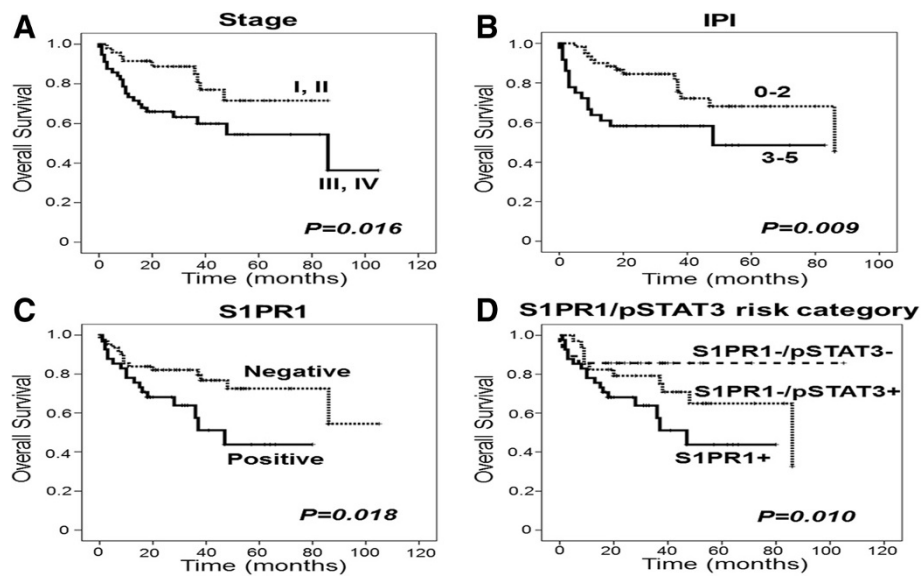 A
Stage
Overall Survival
1.0
0.8
0.6
0.4
0.2
0
I, II
III, IV
P=0.016
0 20 40 60 80 100 120
Time (months)
B
IPI
Overall Survival
1.0
0.8
0.6
0.4
0.2
0
0-2
3-5
P=0.009
0 20 40 60 80 100
Time (months)
C
S1PR1
Overall Survival
1.0
0.8
0.6
0.4
0.2
0
Negative
Positive
P=0.018
0 20 40 60 80 100 120
Time (months)
D
S1PR1/pSTAT3 risk category
Overall Survival
1.0
0.8
0.6
0.4
0.2
0
S1PR1-/pSTAT3-
S1PR1-/pSTAT3+
S1PR1+
P=0.010
0 20 40 60 80 100 120
Time (months)